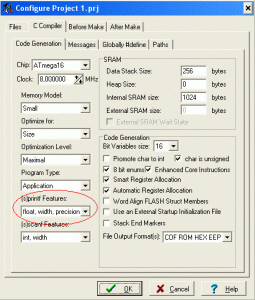 Configure Project 1.prj
Files
C Compiler
Before Make
After Make
Code Generation
Messages
Globally #define
Paths
Chip: ATmega16
Clock: 8,000000 MHz
Memory Model:
Small
Optimize for:
Size
Optimization Level:
Maximal
Program Type:
Application
(s)printf Features:
float, width, precision
(s)scanf Features:
int, width
SRAM
Data Stack Size: 256 bytes
Heap Size: 0 bytes
Internal SRAM size: 1024 bytes
External SRAM size: 0 bytes
External SRAM Wait State
Code Generation
Bit Variables size: 16
Promote char to int
char is unsigned
8 bit enums
Enhanced Core Instructions
Smart Register Allocation
Automatic Register Allocation
Word Align FLASH Struct Members
Use an External Startup Initialization File
Stack End Markers
File Output Format(s): COF ROM HEX EEP
OK
Cancel
? Help